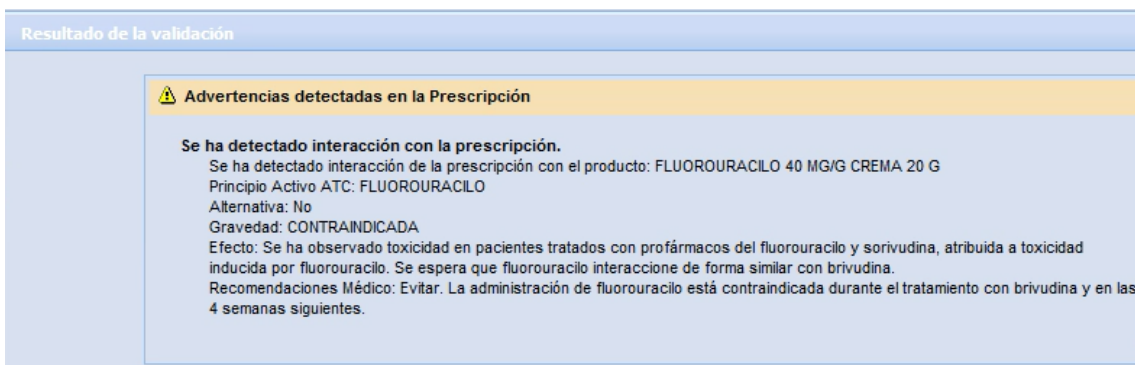 Resultado de la validación
Advertencias detectadas en la Prescripción
Se ha detectado interacción con la prescripción.
Se ha detectado interacción de la prescripción con el producto: FLUOROURACILO 40 MG/G CREMA 20 G
Principio Activo ATC: FLUOROURACILO
Alternativa: No
Gravedad: CONTRAINDICADA
Efecto: Se ha observado toxicidad en pacientes tratados con profármacos del fluorouracilo y sorivudina, atribuida a toxicidad
inducida por fluorouracilo. Se espera que fluorouracilo interaccione de forma similar con brivudina.
Recomendaciones Médico: Evitar. La administración de fluorouracilo está contraindicada durante el tratamiento con brivudina y en las
4 semanas siguientes.